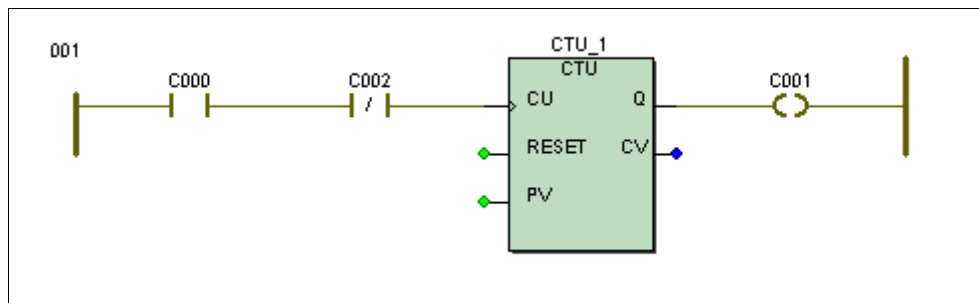 001
CTU_1
C000
C002
CTU
C001
CU
Q
RESET
CV
PV